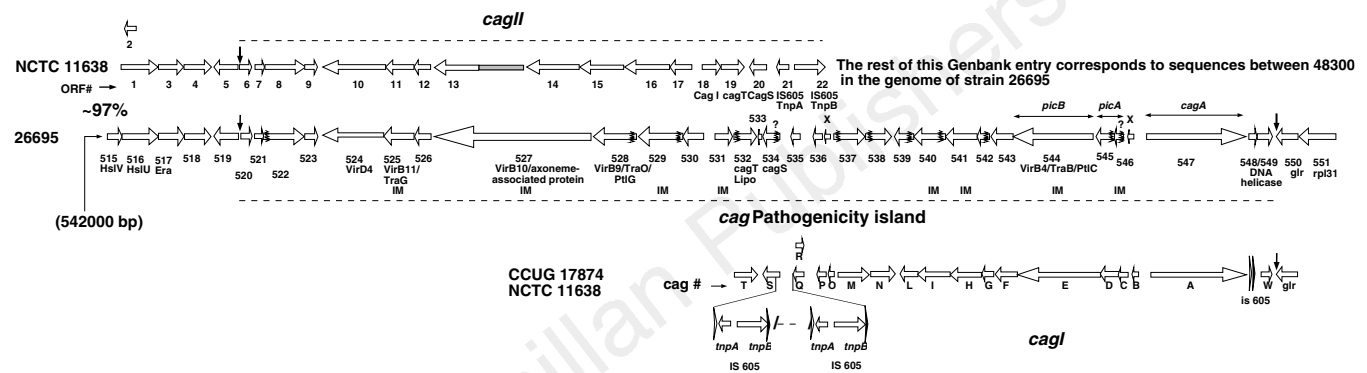 cagII
2
NCTC 11638
The rest of this Genbank entry corresponds to sequences between 48300
in the genome of strain 26695
ORF#
1 3 4 5 6 7 8 9 10 11 12 13 14 15 16 17 18 19 20 21 22
Cag I cagT CagS IS605 TnpA IS605 TnpB
~97%
533 ? X picB picA cagA
? X
26695
515 516 517 518 519 520 521 522 523 524 525 526 527 528 529 530 531 532 534 535 536 537 538 539 540 541 542 543 544 545 546 547 548/549 550 551
HslV HslU Era VirD4 VirB11/ TraG VirB10/axoneme- associated protein VirB9/TraO/ PtlG cagT Lipo cagS VirB4/TraB/PtlC DNA helicase glr rpl31
IM IM IM IM IM IM IM IM
(542000 bp)
cag Pathogenicity island
R
CCUG 17874
NCTC 11638
cag #
T S Q P O M N L I H G F E D C B A W glr
is 605
tnpA tnpB / - - / tnpA tnpB
IS 605 IS 605
cagI
millan Publishers